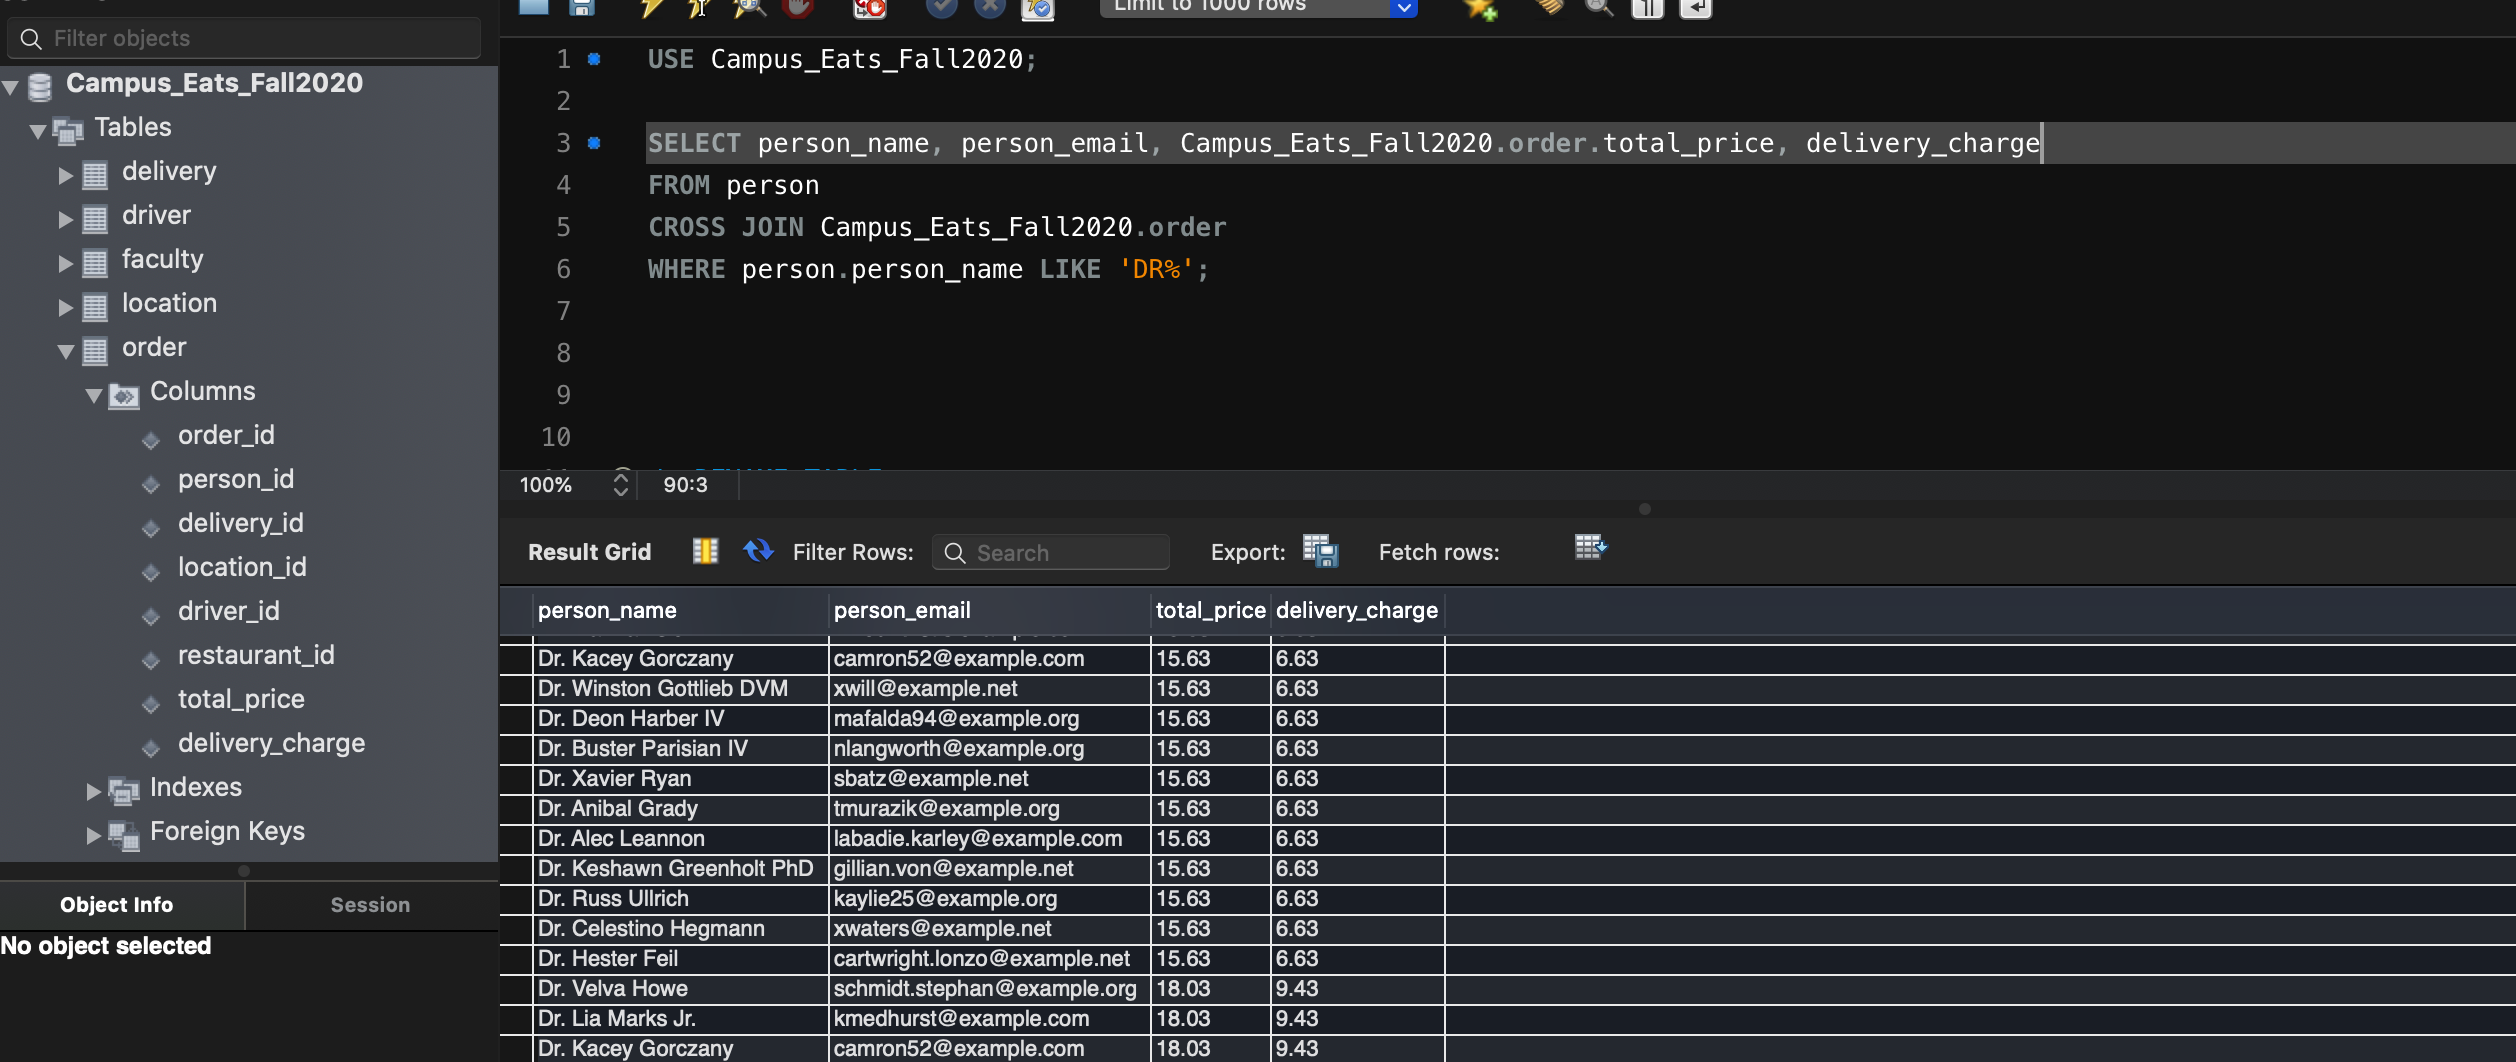 Limit to 1000 rows
Filter objects
Campus_Eats_Fall2020
Tables
delivery
driver
faculty
location
order
Columns
order_id
person_id
delivery_id
location_id
driver_id
restaurant_id
total_price
delivery_charge
Indexes
Foreign Keys
Object Info Session
No object selected
1 USE Campus_Eats_Fall2020;
2
3 SELECT person_name, person_email, Campus_Eats_Fall2020.order.total_price, delivery_charge
4 FROM person
5 CROSS JOIN Campus_Eats_Fall2020.order
6 WHERE person.person_name LIKE 'DR%';
7
8
9
10
100% 90:3
Result Grid Filter Rows: Search Export: Fetch rows:
person_name person_email total_price delivery_charge
Dr. Kacey Gorczany camron52@example.com 15.63 6.63
Dr. Winston Gottlieb DVM xwill@example.net 15.63 6.63
Dr. Deon Harber IV mafalda94@example.org 15.63 6.63
Dr. Buster Parisian IV nlangworth@example.org 15.63 6.63
Dr. Xavier Ryan sbatz@example.net 15.63 6.63
Dr. Anibal Grady tmurazik@example.org 15.63 6.63
Dr. Alec Leannon labadie.karley@example.com 15.63 6.63
Dr. Keshawn Greenholt PhD gillian.von@example.net 15.63 6.63
Dr. Russ Ullrich kaylie25@example.org 15.63 6.63
Dr. Celestino Hegmann xwaters@example.net 15.63 6.63
Dr. Hester Feil cartwright.lonzo@example.net 15.63 6.63
Dr. Velva Howe schmidt.stephan@example.org 18.03 9.43
Dr. Lia Marks Jr. kmedhurst@example.com 18.03 9.43
Dr. Kacey Gorczany camron52@example.com 18.03 9.43